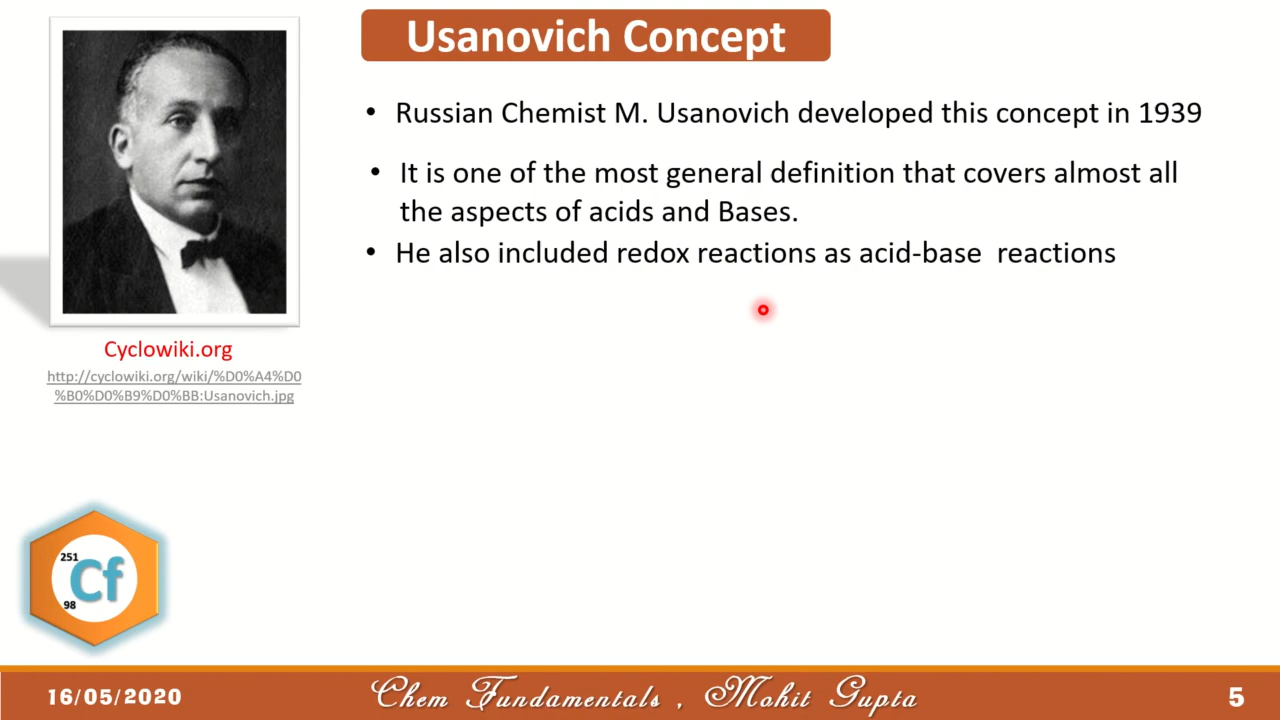 Usanovich Concept
• Russian Chemist M. Usanovich developed this concept in 1939
• It is one of the most general definition that covers almost all
the aspects of acids and Bases.
• He also included redox reactions as acid-base  reactions
Cyclowiki.org
http://cyclowiki.org/wiki/%D0%A4%D0
%B0%D0%B9%D0%BB:Usanovich.jpg
251
Cf
98
16/05/2020
Chem Fundamentals , Mohit Gupta
5